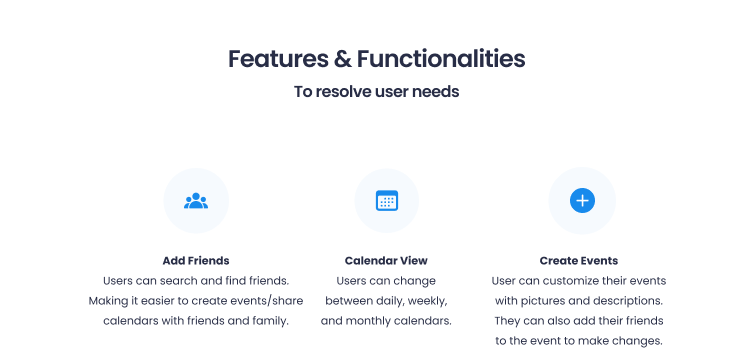 Features & Functionalities
To resolve user needs
Add Friends
Users can search and find friends.
Making it easier to create events/share
calendars with friends and family.
Calendar View
Users can change
between daily, weekly,
and monthly calendars.
Create Events
User can customize their events
with pictures and descriptions.
They can also add their friends
to the event to make changes.